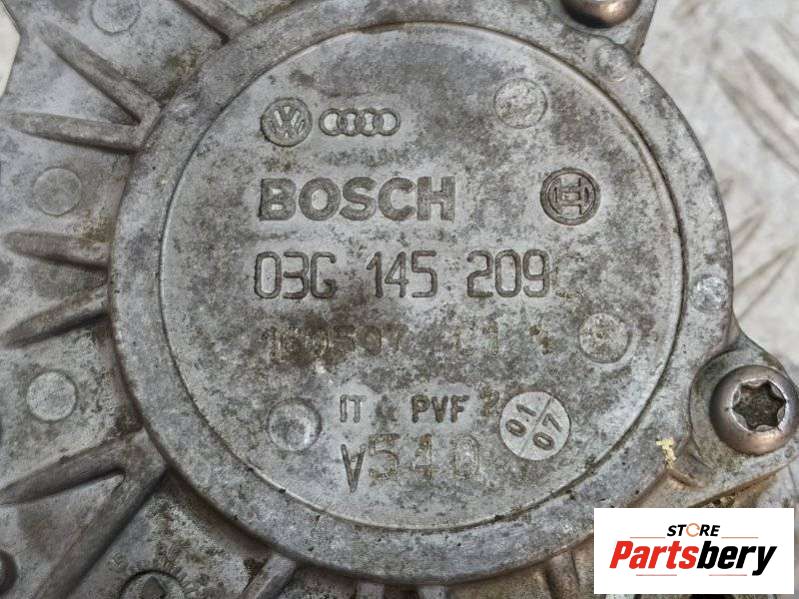 BOSCH
03G 145 209
IT & PVF 2
01
07
V540
STORE
Partsbery